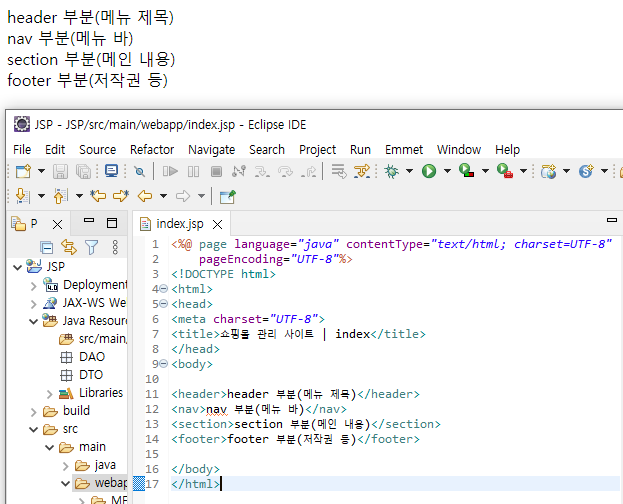 header 부분(메뉴 제목)
nav 부분(메뉴 바)
section 부분(메인 내용)
footer 부분(저작권 등)
JSP - JSP/src/main/webapp/index.jsp - Eclipse IDE
File Edit Source Refactor Navigate Search Project Run Emmet Window Help
P
index.jsp
JSP
4.0 Deployment
JAX-WS We
Java Resour
src/main,
DAO
DTO
Libraries
build
src
main
java
webap
1 <%@ page language="java" contentType="text/html; charset=UTF-8"
2 pageEncoding="UTF-8"%>
3 <!DOCTYPE html>
4 <html>
5 <head>
6 <meta charset="UTF-8">
7 <title>쇼핑몰 관리 사이트 | index</title>
8 </head>
9 <body>
10
11 <header>header 부분(메뉴 제목)</header>
12 <nav>nav 부분(메뉴 바)</nav>
13 <section>section 부분(메인 내용)</section>
14 <footer>footer 부분(저작권 등)</footer>
15
16 </body>
17 </html>